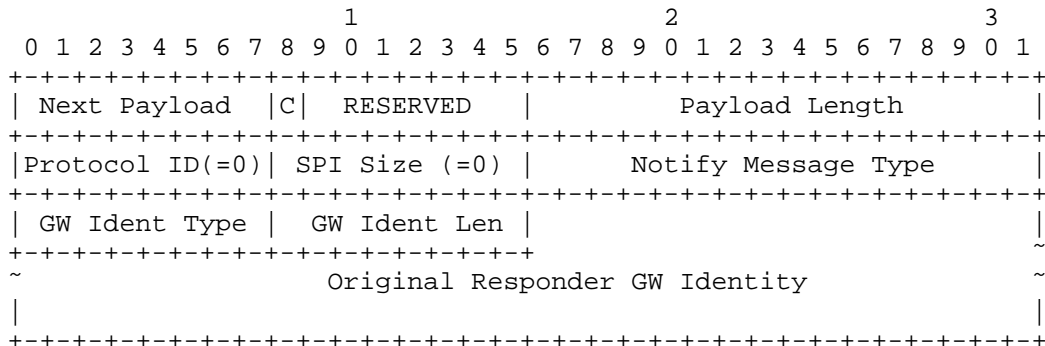 1                   2                   3
 0 1 2 3 4 5 6 7 8 9 0 1 2 3 4 5 6 7 8 9 0 1 2 3 4 5 6 7 8 9 0 1
+-+-+-+-+-+-+-+-+-+-+-+-+-+-+-+-+-+-+-+-+-+-+-+-+-+-+-+-+-+-+-+-+
| Next Payload  |C|  RESERVED   |         Payload Length        |
+-+-+-+-+-+-+-+-+-+-+-+-+-+-+-+-+-+-+-+-+-+-+-+-+-+-+-+-+-+-+-+-+
|Protocol ID(=0)| SPI Size (=0) |      Notify Message Type      |
+-+-+-+-+-+-+-+-+-+-+-+-+-+-+-+-+-+-+-+-+-+-+-+-+-+-+-+-+-+-+-+-+
| GW Ident Type |  GW Ident Len |                               |
+-+-+-+-+-+-+-+-+-+-+-+-+-+-+-+-+                               ~
~                   Original Responder GW Identity              ~
|                                                               |
+-+-+-+-+-+-+-+-+-+-+-+-+-+-+-+-+-+-+-+-+-+-+-+-+-+-+-+-+-+-+-+-+